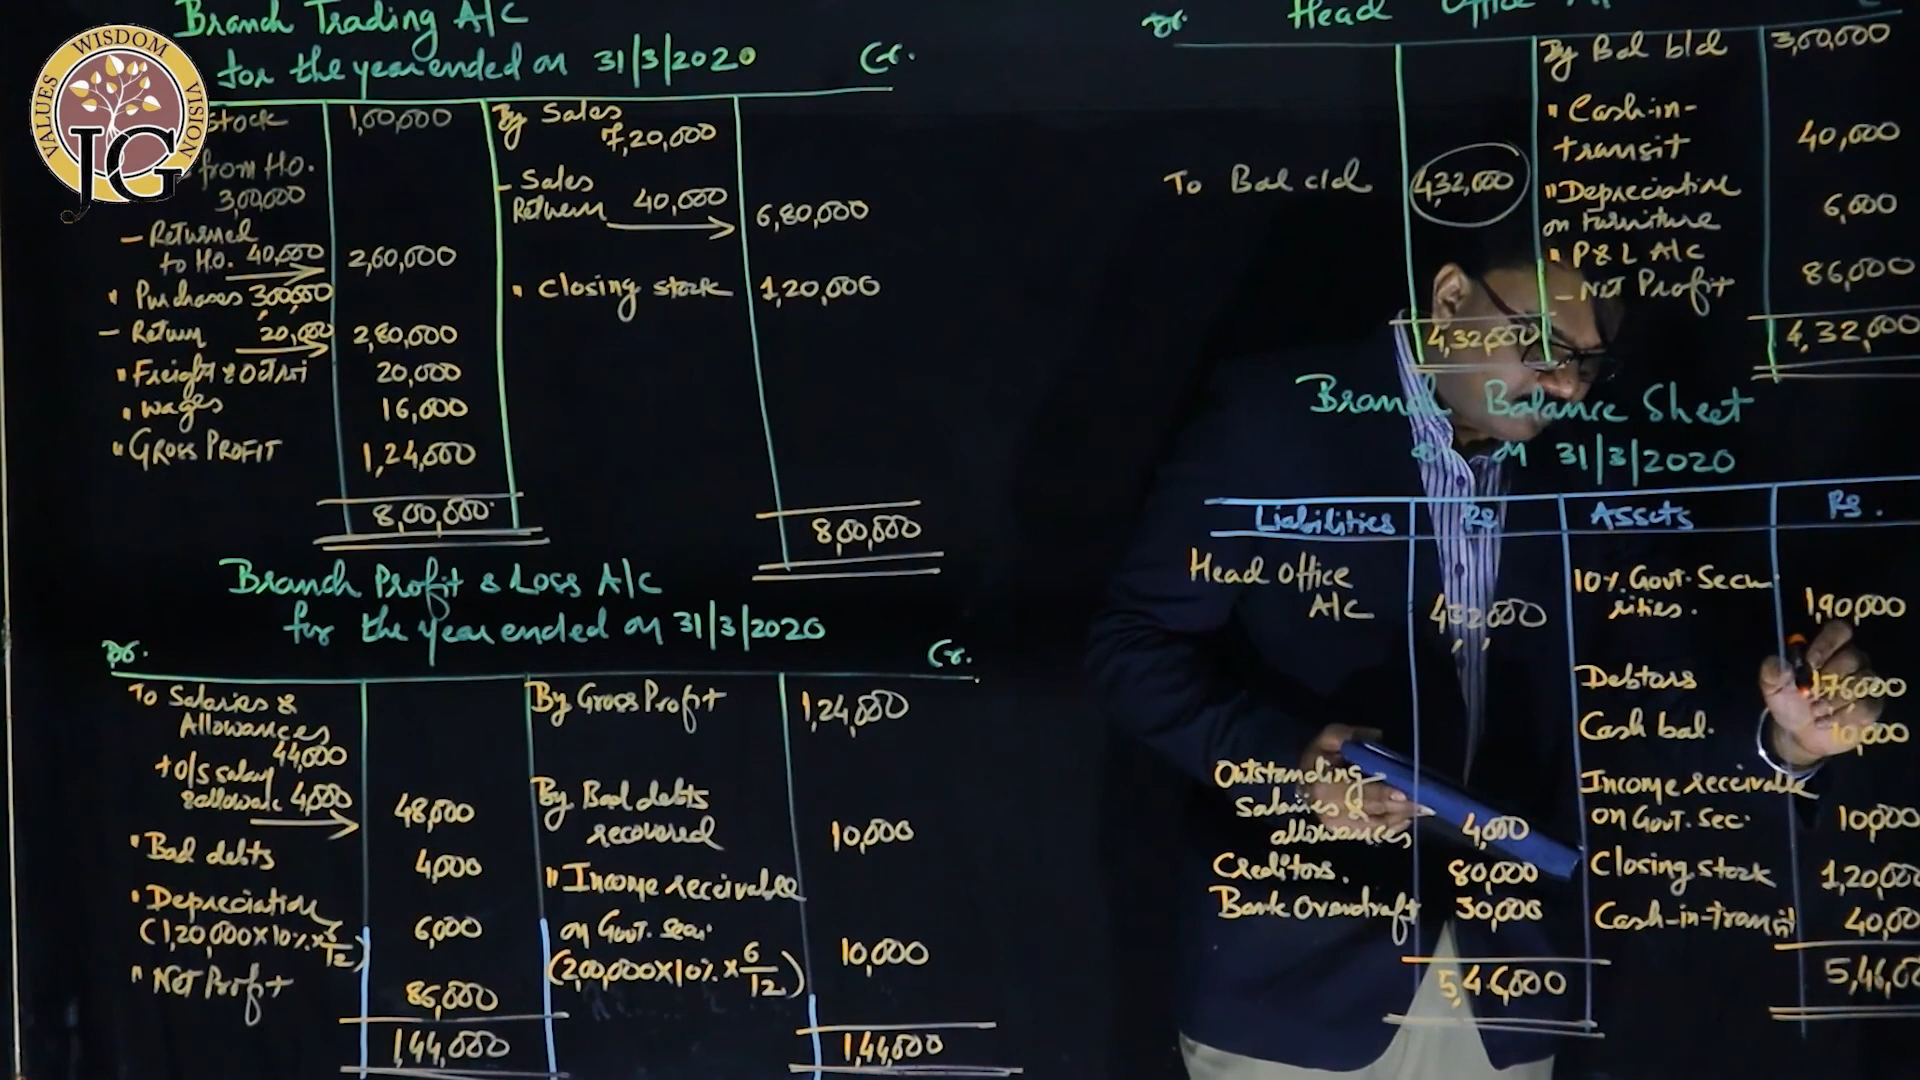 VALUES WISDOM VISION
JG
Branch Trading A/C
for the year ended on 31/3/2020 Cr.
stock 1,00,000 By Sales
7,20,000
from H.O.
3,00,000
- Sales
Return 40,000 6,80,000
- Returned
to H.O. 40,000 2,60,000
" Closing stock 1,20,000
" Purchases 3,00,000
- Return 20,000 2,80,000
" Freight & Octroi 20,000
" Wages 16,000
" GROSS PROFIT 1,24,000
8,00,000 8,00,000
Branch Profit & Loss A/C
for the year ended on 31/3/2020
Dr. Cr.
To Salaries &
Allowances
44,000
By Gross Profit 1,24,000
+ O/S salary
& allowanc 4,000 48,000
By Bad debts
recovered 10,000
" Bad debts 4,000
" Income receivable
on Govt. Secu.
(2,00,000 X 10% X 6/12) 10,000
" Depreciation
(1,20,000 X 10% X 6/12) 6,000
" Net Profit 86,000
1,44,000 1,44,000
Dr. Head Office
By Bal b/d 3,00,000
" Cash-in-
transit 40,000
To Bal c/d 4,32,000
" Depreciation
on Furniture 6,000
" P & L A/C
- Net Profit 86,000
4,32,000 4,32,000
Branch Balance Sheet
as on 31/3/2020
Liabilities Rs Assets Rs.
Head Office
A/C 4,32,000
10% Govt. Secu
rities. 1,90,000
Debtors 1,76,000
Cash bal. 10,000
Outstanding
Salaries &
allowances 4,000
Income receivable
on Govt. Sec. 10,000
Creditors. 80,000
Closing stock 1,20,000
Bank Overdraft 30,000
Cash-in-transit 40,00
5,46,000 5,46,00